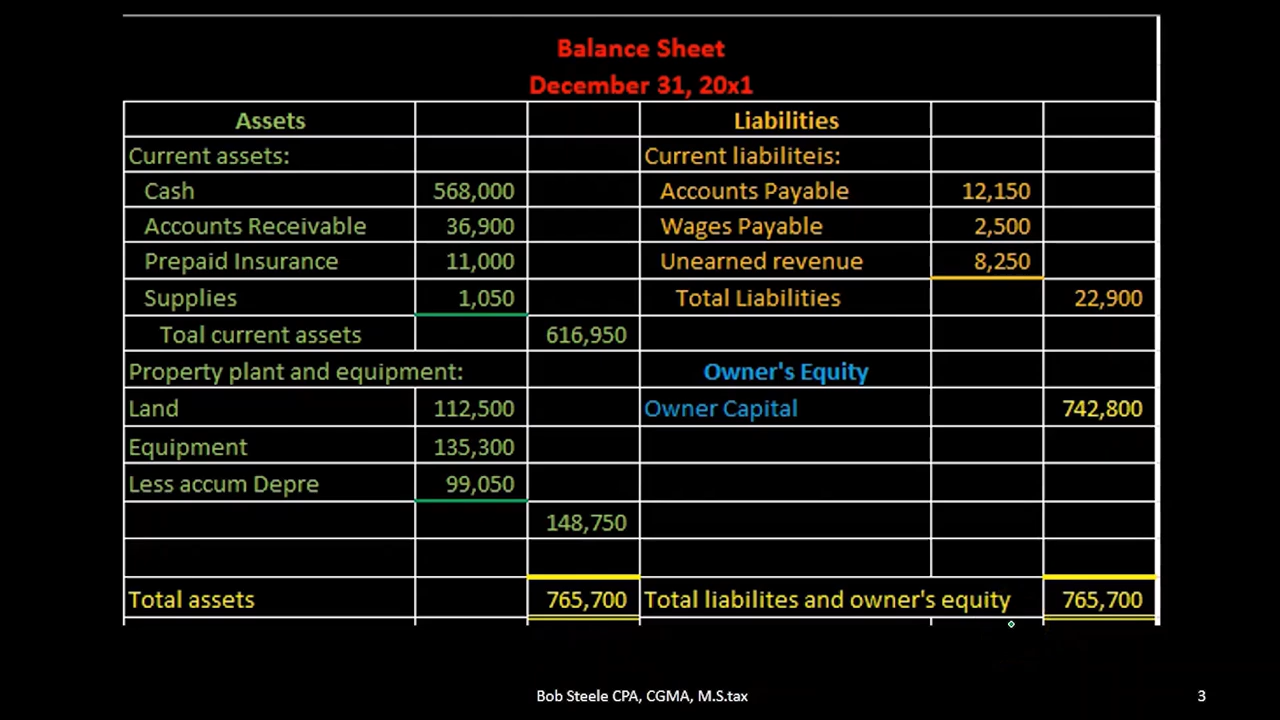 Balance Sheet
December 31, 20x1
Assets Liabilities
Current assets: Current liabiliteis:
Cash 568,000 Accounts Payable 12,150
Accounts Receivable 36,900 Wages Payable 2,500
Prepaid Insurance 11,000 Unearned revenue 8,250
Supplies 1,050 Total Liabilities 22,900
Toal current assets 616,950
Property plant and equipment: Owner's Equity
Land 112,500 Owner Capital 742,800
Equipment 135,300
Less accum Depre 99,050
148,750
Total assets 765,700 Total liabilites and owner's equity 765,700
Bob Steele CPA, CGMA, M.S.tax 3